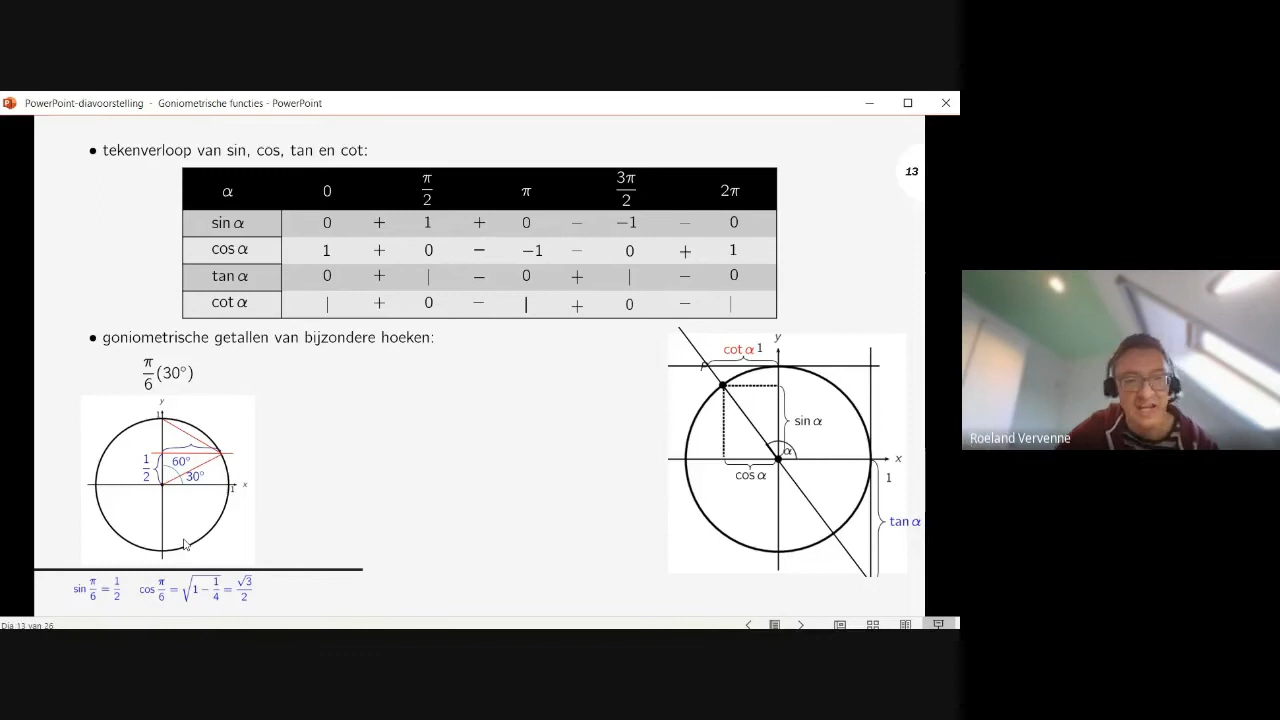 PowerPoint-diavoorstelling - Goniometrische functies - PowerPoint
• tekenverloop van sin, cos, tan en cot:
13
α 0 π/2 π 3π/2 2π
sin α 0 + 1 + 0 − −1 − 0
cos α 1 + 0 − −1 − 0 + 1
tan α 0 + | − 0 + | − 0
cot α | + 0 − | + 0 − |
• goniometrische getallen van bijzondere hoeken:
π/6 (30°)
y
1
1/2
60°
30°
1
x
cot α 1
y
sin α
α
x
cos α
1
tan α
sin π/6 = 1/2 cos π/6 = √(1 − 1/4) = √3/2
Dia 13 van 26
Roeland Vervenne